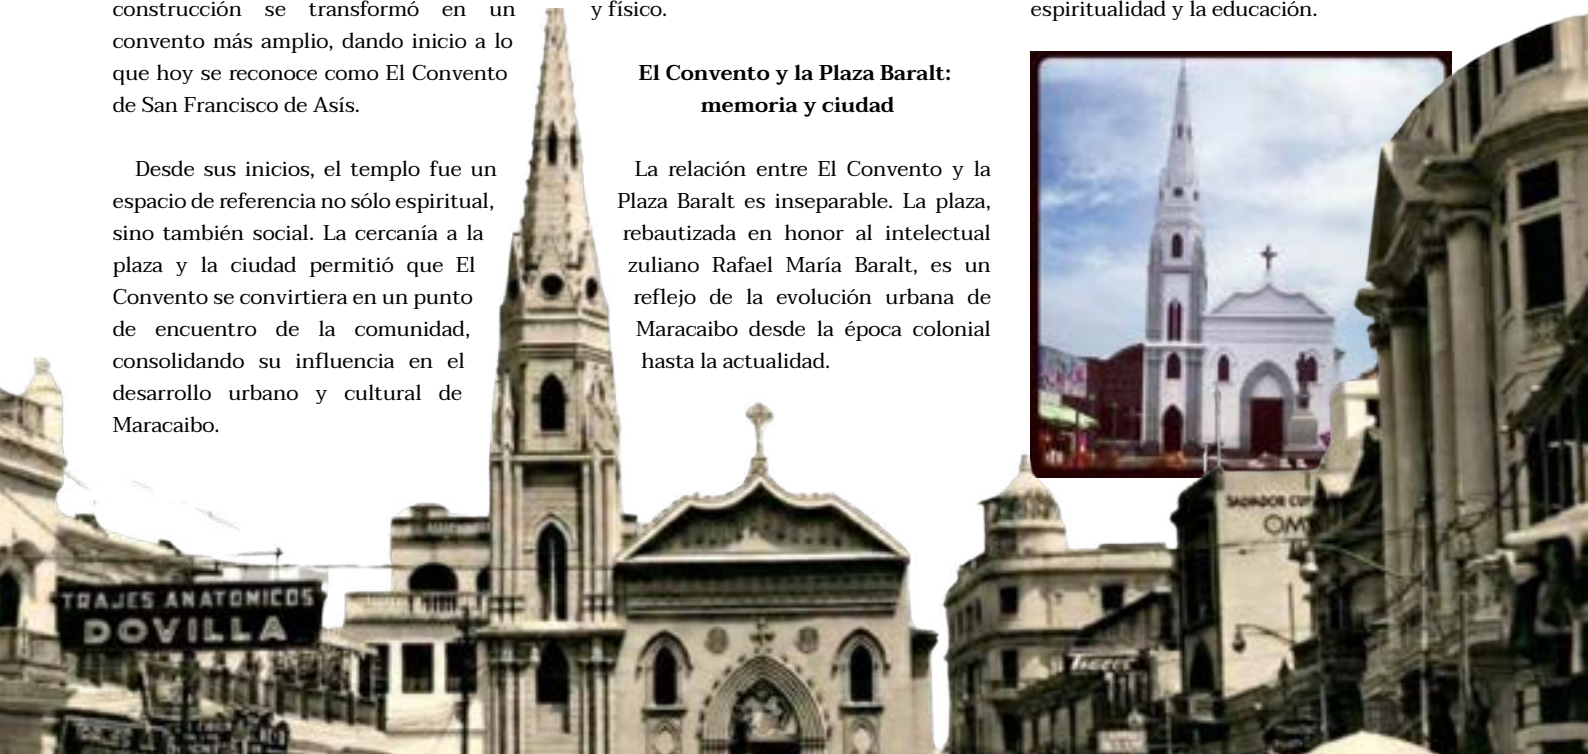 construcción se transformó en un
convento más amplio, dando inicio a lo
que hoy se reconoce como El Convento
de San Francisco de Asís.
Desde sus inicios, el templo fue un
espacio de referencia no sólo espiritual,
sino también social. La cercanía a la
plaza y la ciudad permitió que El
Convento se convirtiera en un punto
de encuentro de la comunidad,
consolidando su influencia en el
desarrollo urbano y cultural de
Maracaibo.
y físico.
El Convento y la Plaza Baralt:
memoria y ciudad
La relación entre El Convento y la
Plaza Baralt es inseparable. La plaza,
rebautizada en honor al intelectual
zuliano Rafael María Baralt, es un
reflejo de la evolución urbana de
Maracaibo desde la época colonial
hasta la actualidad.
espiritualidad y la educación.
TRAJES ANATOMICOS
DOVILLA
SALVADOR